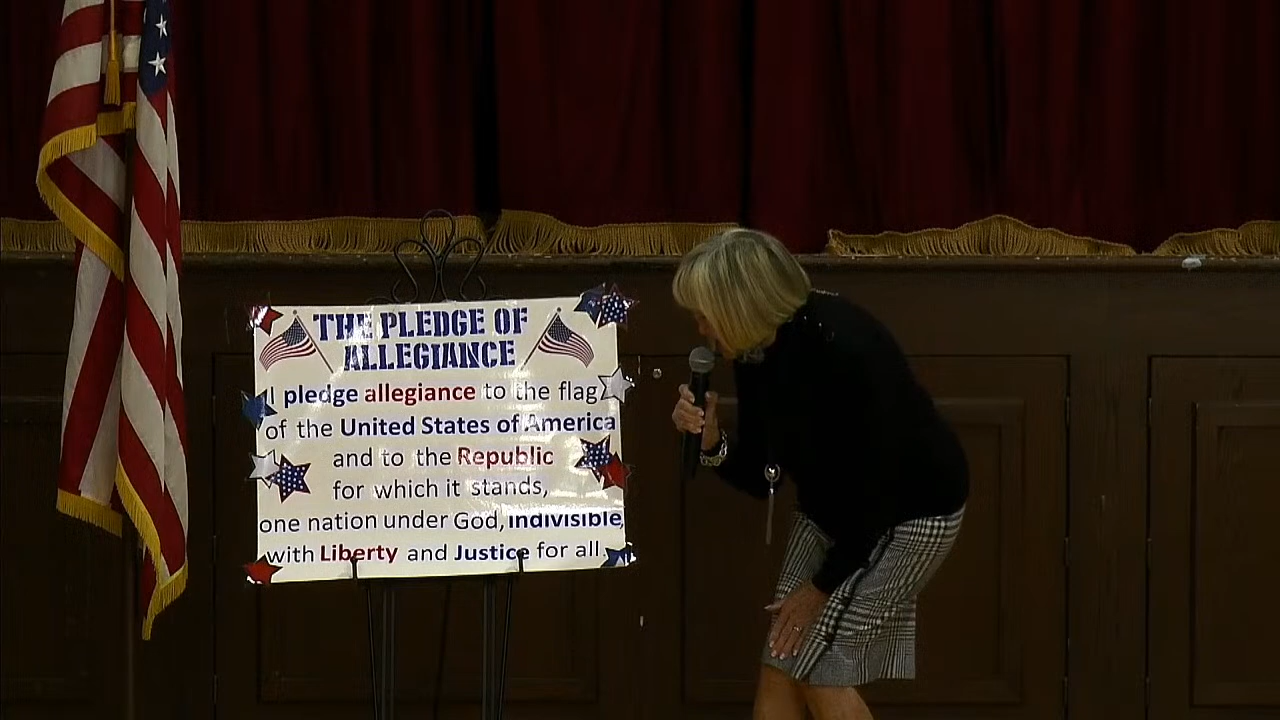 THE PLEDGE OF
ALLEGIANCE
I pledge allegiance to the flag
of the United States of America
and to the Republic
for which it stands,
one nation under God, indivisible,
with Liberty and Justice for all.